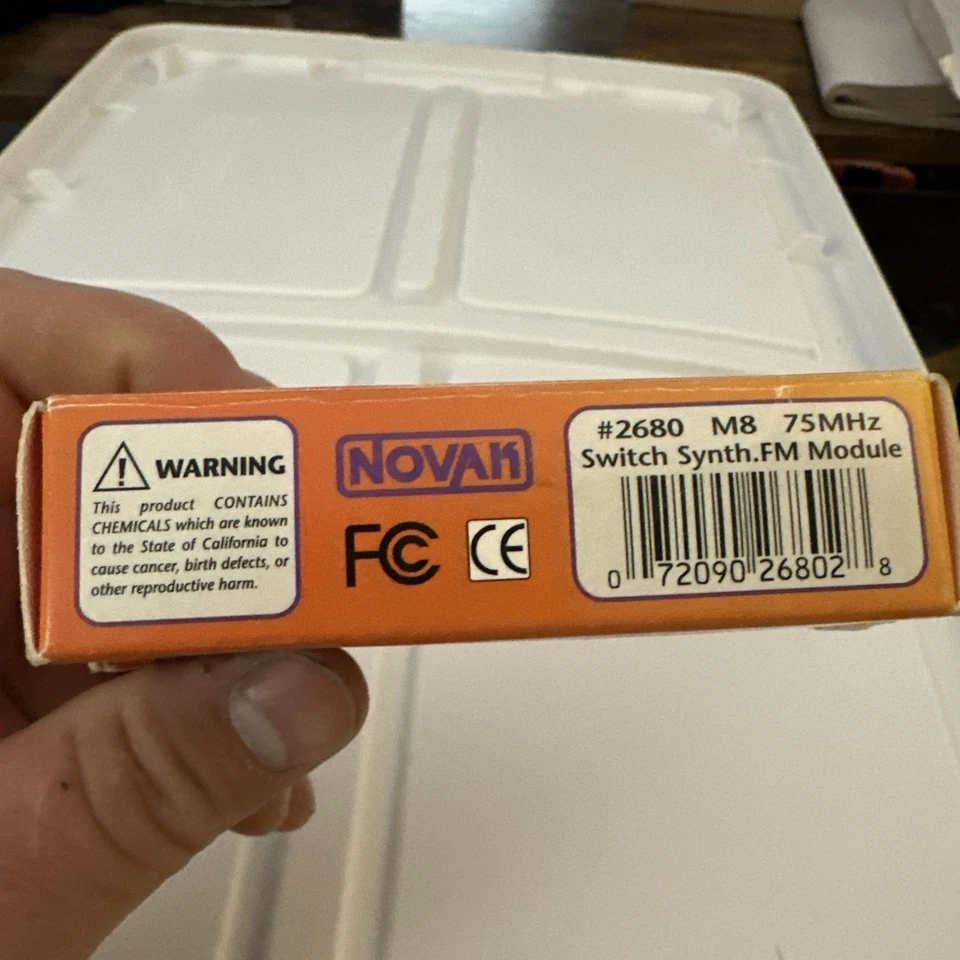 WARNING
This product CONTAINS
CHEMICALS which are known
to the State of California to
cause cancer, birth defects, or
other reproductive harm.
NOVAK
FC CE
#2680 M8 75MHz
Switch Synth.FM Module
0 72090 26802 8